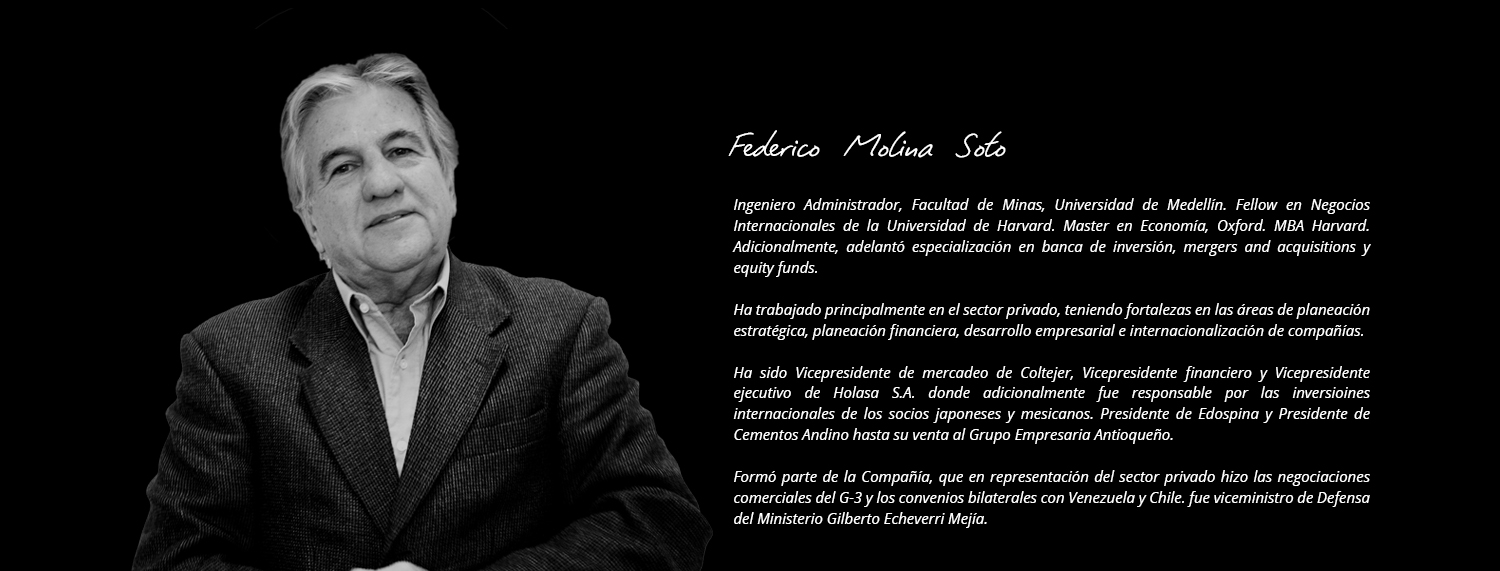 Federico Molina Soto
Ingeniero Administrador, Facultad de Minas, Universidad de Medellín. Fellow en Negocios
Internacionales de la Universidad de Harvard. Master en Economía, Oxford. MBA Harvard.
Adicionalmente, adelantó especialización en banca de inversión, mergers and acquisitions y
equity funds.
Ha trabajado principalmente en el sector privado, teniendo fortalezas en las áreas de planeación
estratégica, planeación financiera, desarrollo empresarial e internacionalización de compañías.
Ha sido Vicepresidente de mercadeo de Coltejer, Vicepresidente financiero y Vicepresidente
ejecutivo de Holasa S.A. donde adicionalmente fue responsable por las inversioines
internacionales de los socios japoneses y mesicanos. Presidente de Edospina y Presidente de
Cementos Andino hasta su venta al Grupo Empresaria Antioqueño.
Formó parte de la Compañía, que en representación del sector privado hizo las negociaciones
comerciales del G-3 y los convenios bilaterales con Venezuela y Chile. fue viceministro de Defensa
del Ministerio Gilberto Echeverri Mejía.